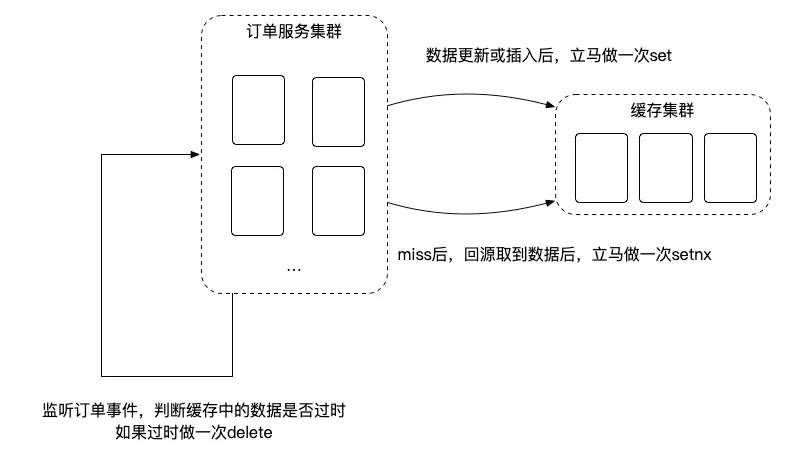 订单服务集群
数据更新或插入后，立马做一次set
缓存集群
...
miss后，回源取到数据后，立马做一次setnx
监听订单事件，判断缓存中的数据是否过时
如果过时做一次delete